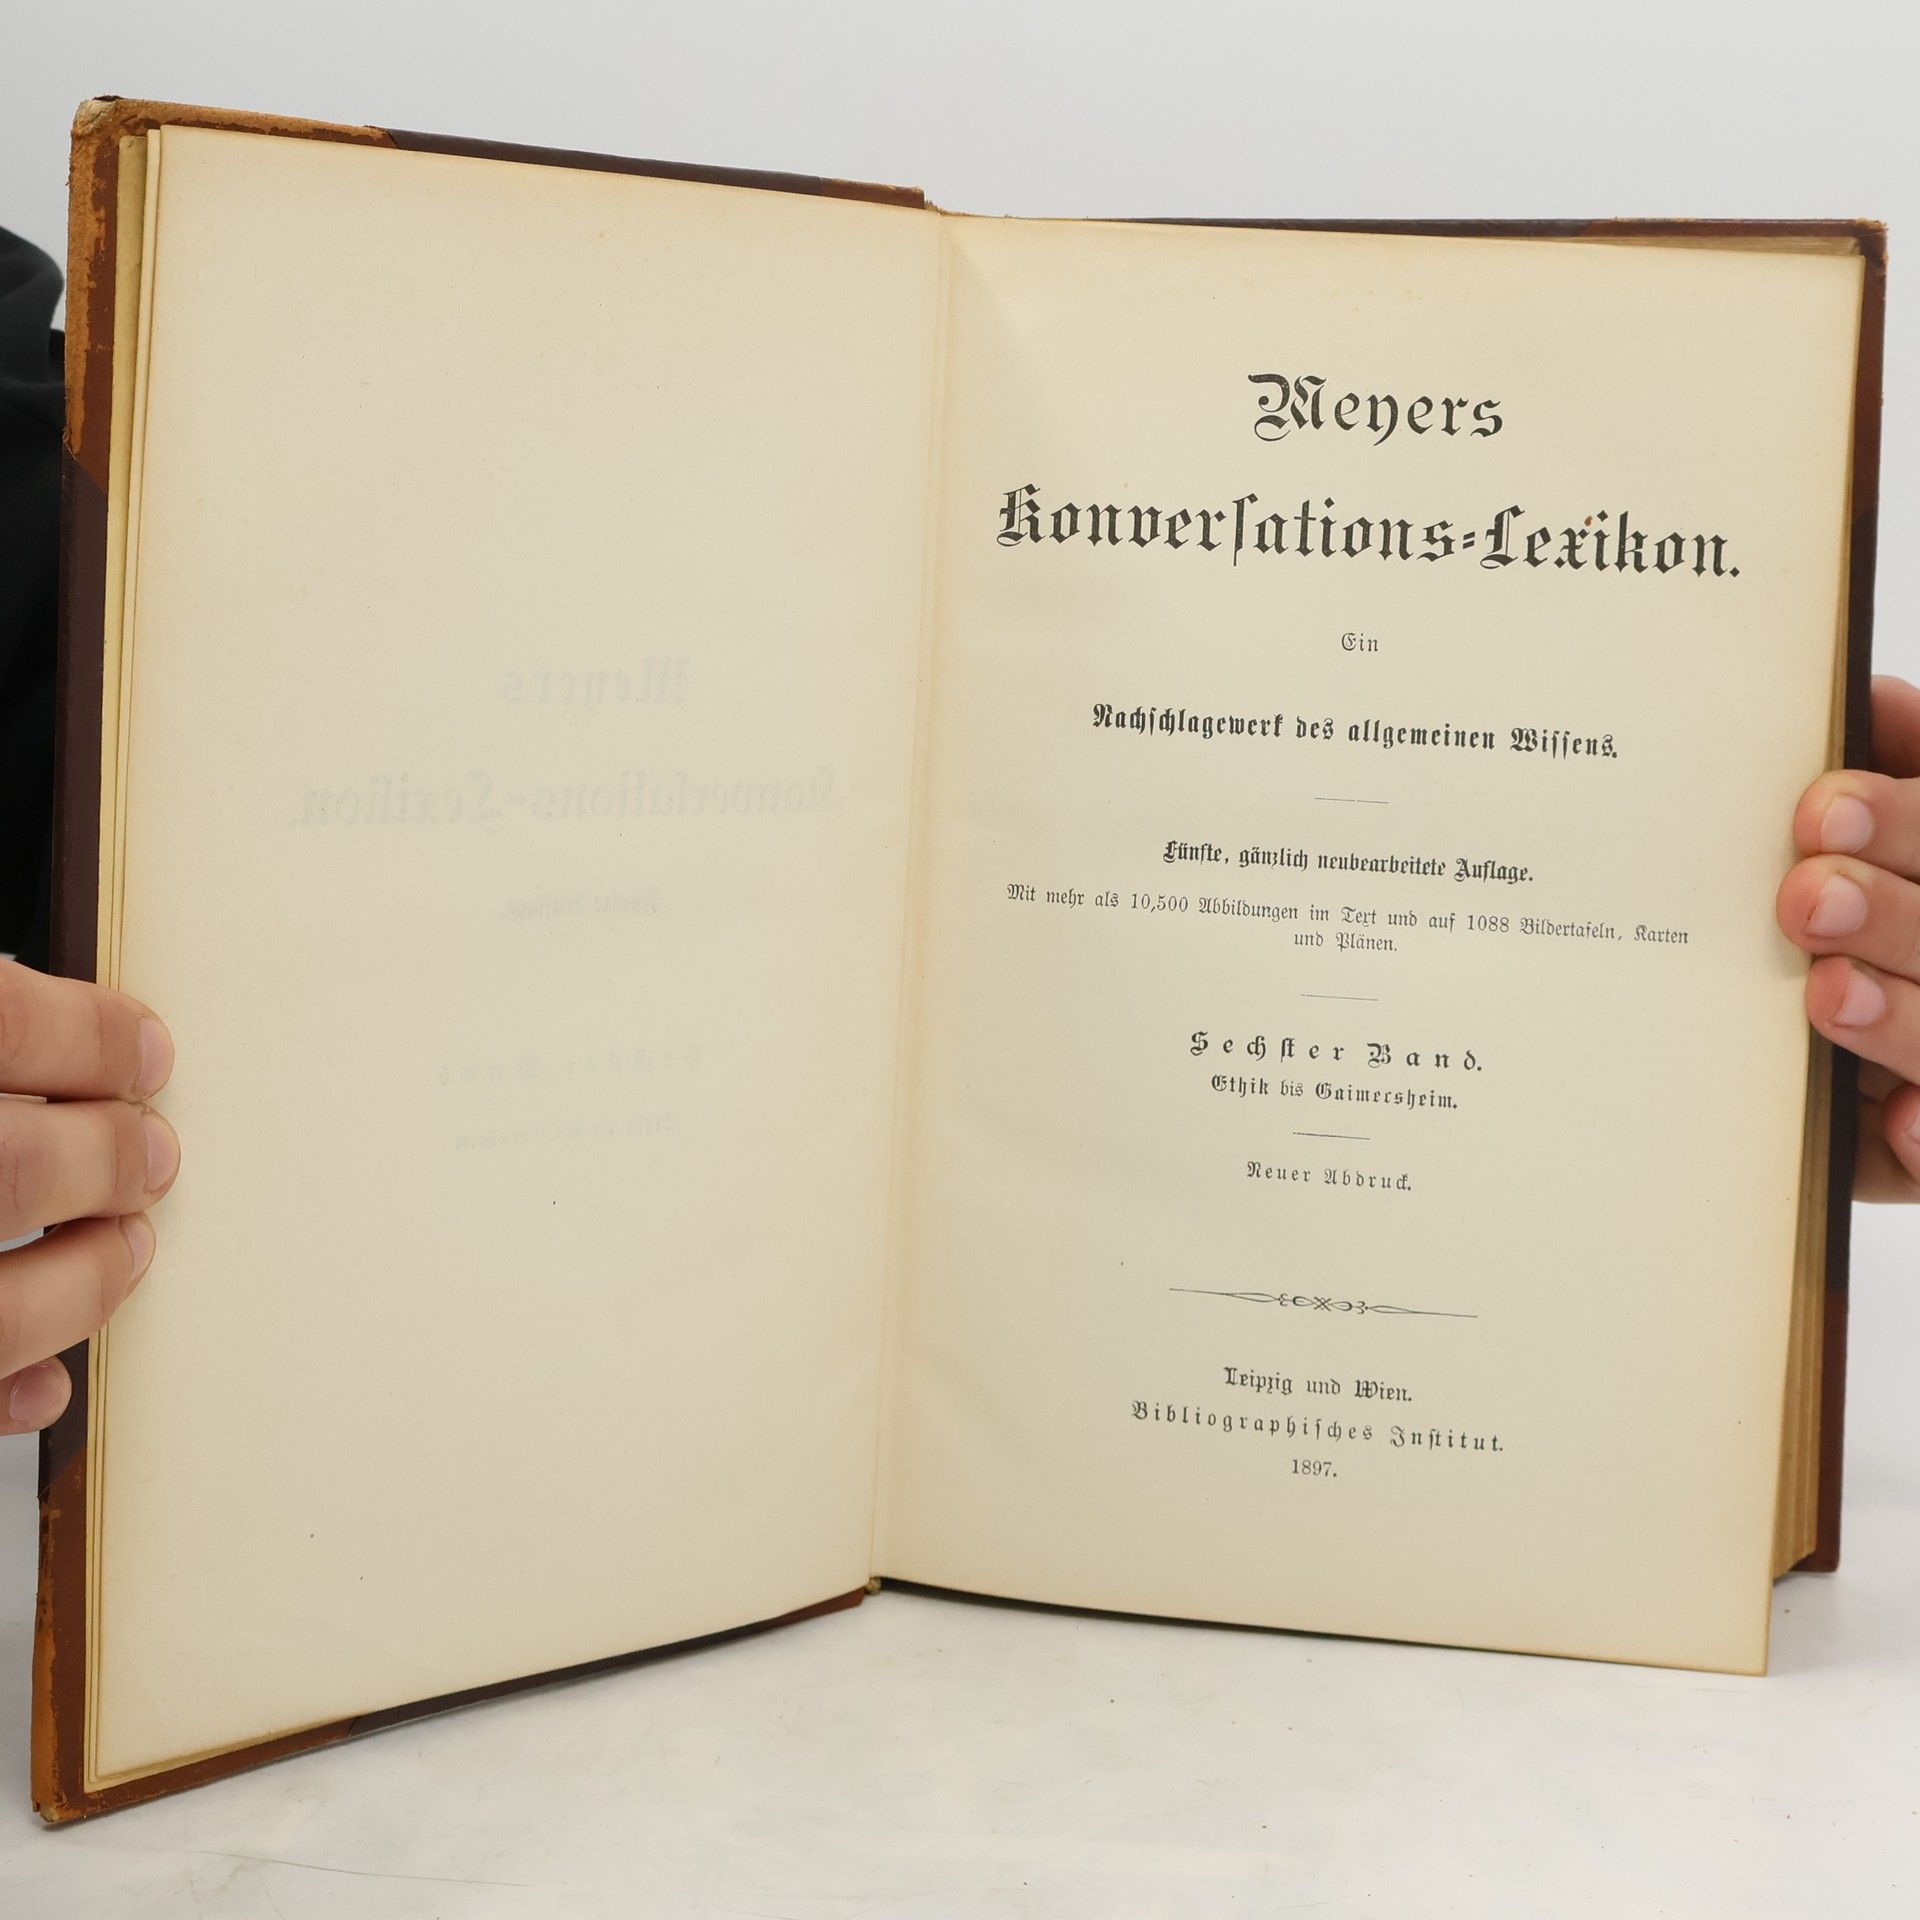 Meyers
Konverſations=Lexikon.
Ein
Nachſchlagewerk des allgemeinen Wiſſens.
Fünfte, gänzlich neubearbeitete Auflage.
Mit mehr als 10,500 Abbildungen im Text und auf 1088 Bildertafeln, Karten
und Plänen.
Sechſter Band.
Ethik bis Gaimersheim.
Neuer Abdruck.
Leipzig und Wien.
Bibliographiſches Inſtitut.
1897.